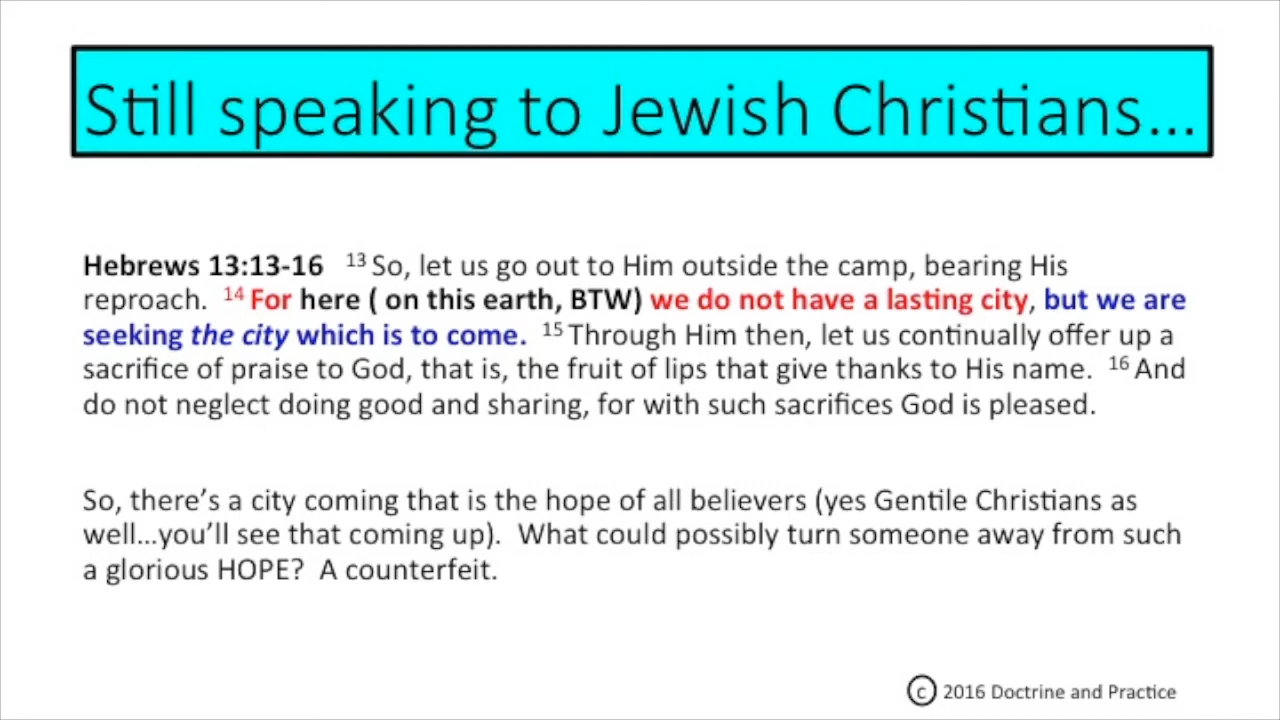 Still speaking to Jewish Christians...
Hebrews 13:13-16 13 So, let us go out to Him outside the camp, bearing His
reproach. 14 For here ( on this earth, BTW) we do not have a lasting city, but we are
seeking the city which is to come. 15 Through Him then, let us continually offer up a
sacrifice of praise to God, that is, the fruit of lips that give thanks to His name. 16 And
do not neglect doing good and sharing, for with such sacrifices God is pleased.
So, there’s a city coming that is the hope of all believers (yes Gentile Christians as
well...you’ll see that coming up). What could possibly turn someone away from such
a glorious HOPE? A counterfeit.
© 2016 Doctrine and Practice